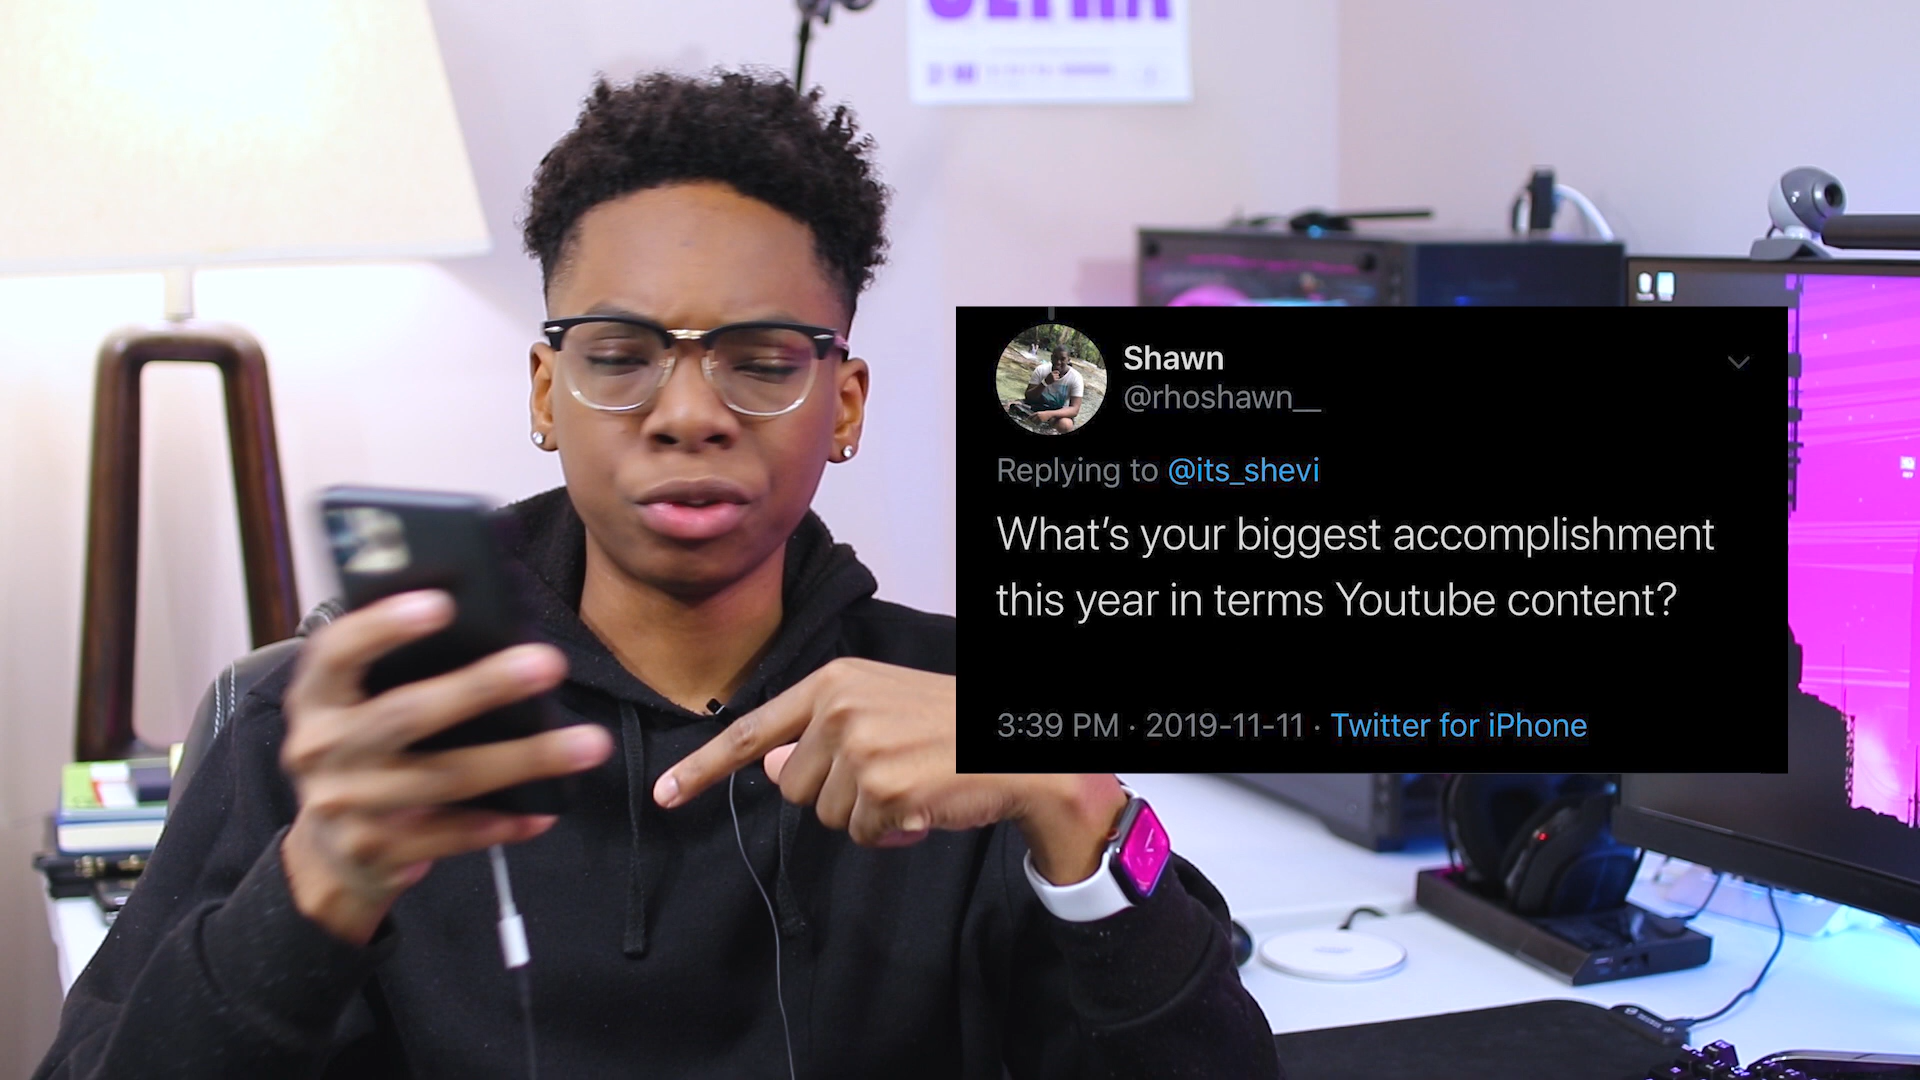 ULTRA
Shawn
@rhoshawn__
Replying to @its_shevi
What's your biggest accomplishment
this year in terms Youtube content?
3:39 PM · 2019-11-11 · Twitter for iPhone